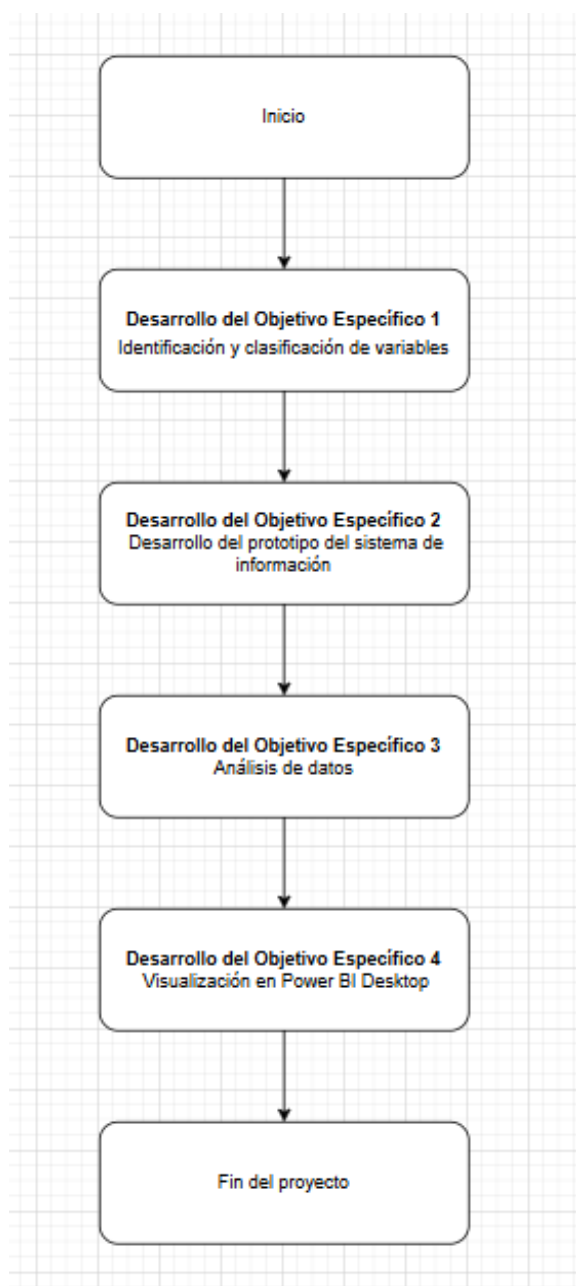 Inicio
Desarrollo del Objetivo Específico 1
Identificación y clasificación de variables
Desarrollo del Objetivo Específico 2
Desarrollo del prototipo del sistema de
información
Desarrollo del Objetivo Específico 3
Análisis de datos
Desarrollo del Objetivo Específico 4
Visualización en Power BI Desktop
Fin del proyecto